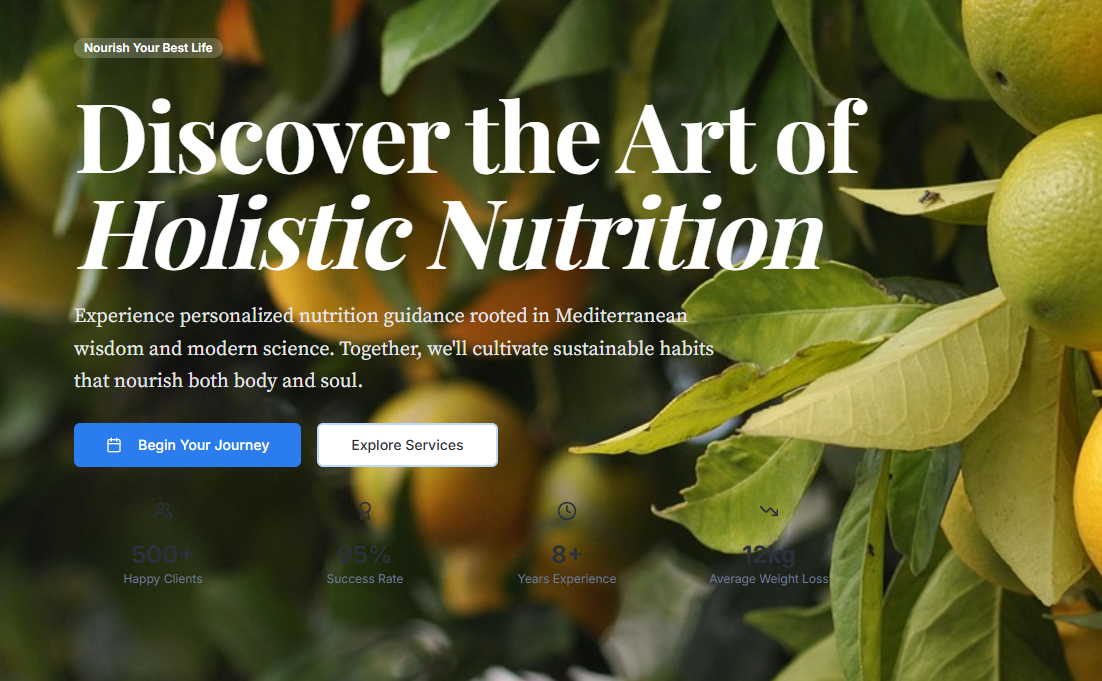 Nourish Your Best Life
Discover the Art of
Holistic Nutrition
Experience personalized nutrition guidance rooted in Mediterranean
wisdom and modern science. Together, we'll cultivate sustainable habits
that nourish both body and soul.
Begin Your Journey
Explore Services
500+
95%
8+
12kg
Happy Clients
Success Rate
Years Experience
Average Weight Loss